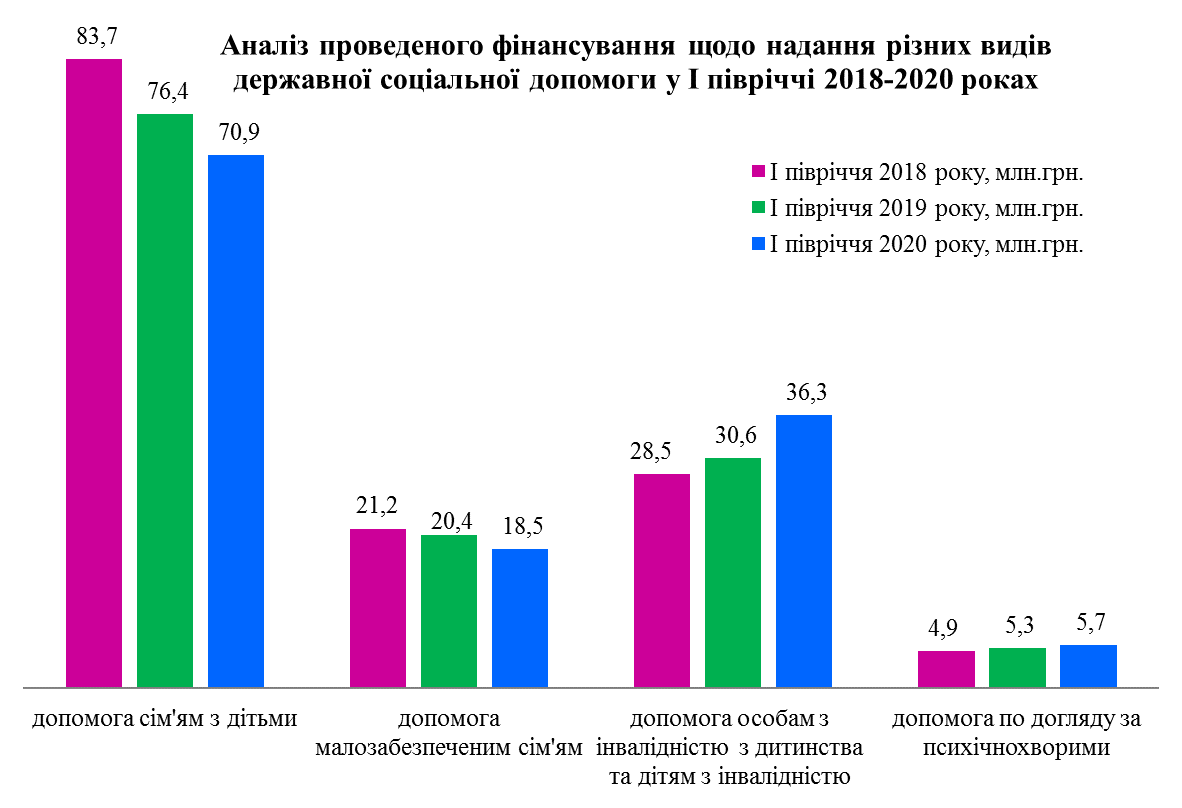 Аналіз проведеного фінансування щодо надання різних видів
державної соціальної допомоги у І півріччі 2018-2020 роках
І півріччя 2018 року, млн.грн.
І півріччя 2019 року, млн.грн.
І півріччя 2020 року, млн.грн.
83,7
76,4
70,9
21,2
20,4
18,5
28,5
30,6
36,3
4,9
5,3
5,7
допомога сім'ям з дітьми
допомога
малозабезпеченим сім'ям
допомога особам з
інвалідністю з дитинства
та дітям з інвалідністю
допомога по догляду за
психічнохворими